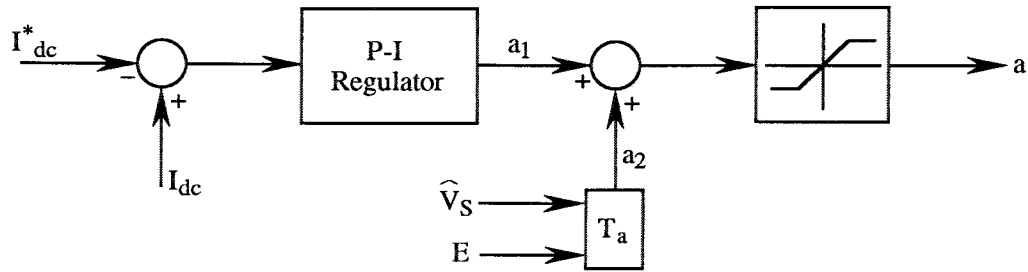 I*dc
−
+
Idc
P-I
Regulator
a1
+
+
a2
V̂S
E
Ta
a